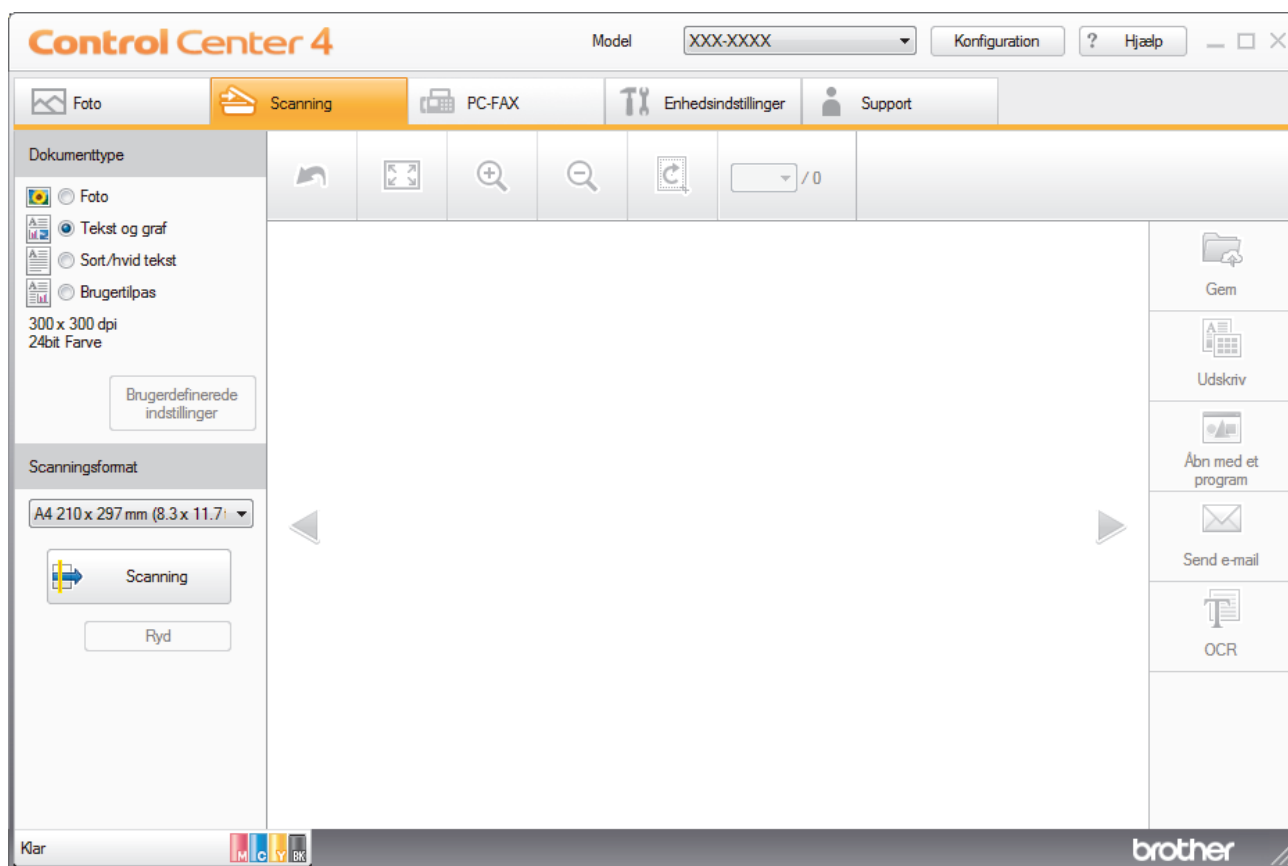 Control Center 4
Model
XXX-XXXX
Konfiguration
? Hjælp
Foto
Scanning
PC-FAX
Enhedsindstillinger
Support
Dokumenttype
Foto
Tekst og graf
Sort/hvid tekst
Brugertilpas
300 x 300 dpi
24bit Farve
Brugerdefinerede
indstillinger
Scanningsformat
A4 210 x 297 mm (8.3 x 11.7
Scanning
Ryd
/ 0
Gem
Udskriv
Åbn med et
program
Send e-mail
OCR
Klar
M C Y BK
brother